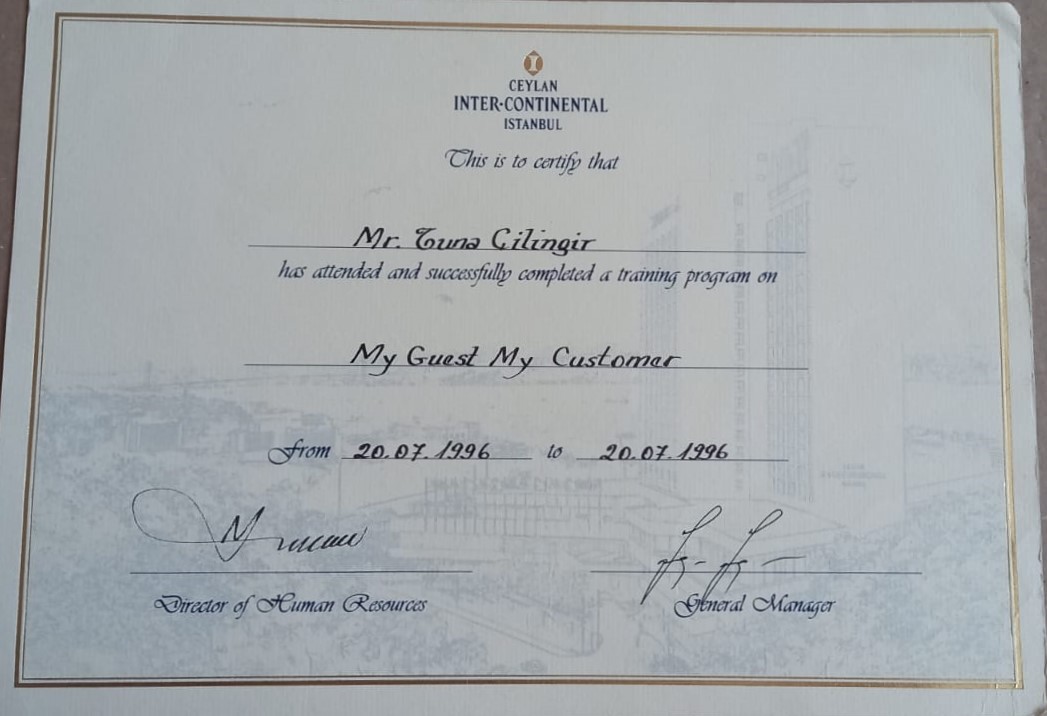 CEYLAN
INTER-CONTINENTAL
ISTANBUL
This is to certify that
Mr. Tuna Cilingir
has attended and successfully completed a training program on
My Guest My Customer
From 20.07.1996 to 20.07.1996
Director of Human Resources
General Manager